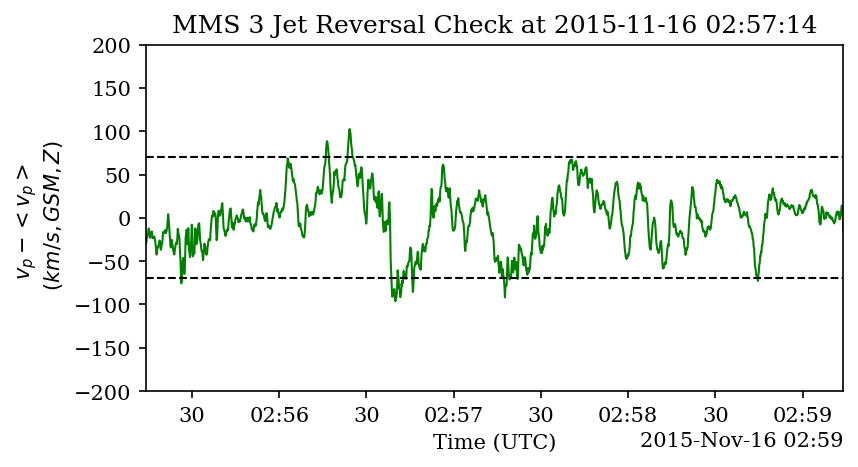 MMS 3 Jet Reversal Check at 2015-11-16 02:57:14
200
150
100
50
0
−50
−100
−150
−200
v_p − < v_p >
(km/s, GSM, Z)
30 02:56 30 02:57 30 02:58 30 02:59
Time (UTC)
2015-Nov-16 02:59